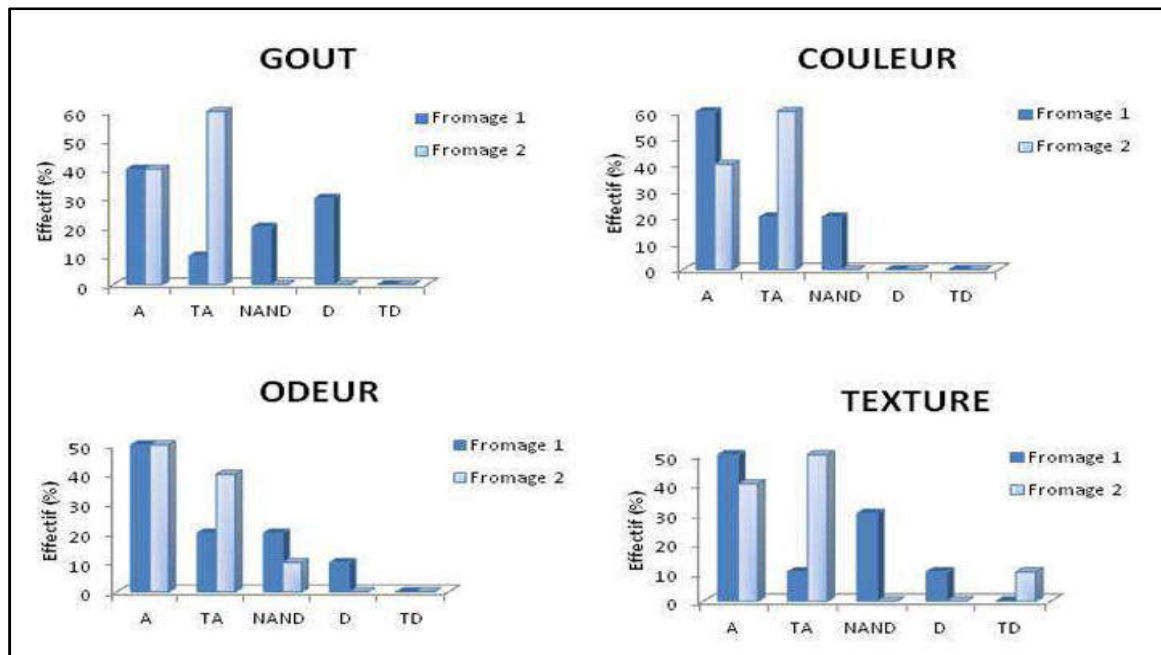 GOUT
Effectif (%)
60
50
40
30
20
10
0
A TA NAND D TD
Fromage 1
Fromage 2
COULEUR
Effectif (%)
60
50
40
30
20
10
0
A TA NAND D TD
Fromage 1
Fromage 2
ODEUR
Effectif (%)
50
40
30
20
10
0
A TA NAND D TD
Fromage 1
Fromage 2
TEXTURE
Effectif (%)
50
40
30
20
10
0
A TA NAND D TD
Fromage 1
Fromage 2